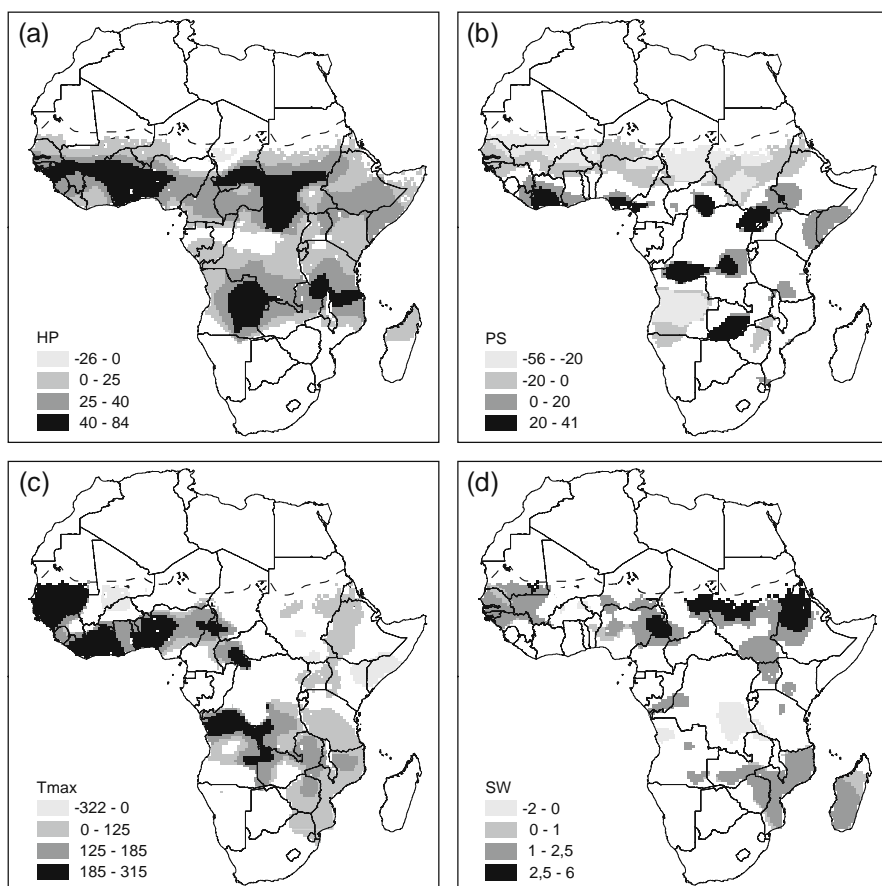 (a)
HP
-26 - 0
0 - 25
25 - 40
40 - 84
(b)
PS
-56 - -20
-20 - 0
0 - 20
20 - 41
(c)
Tmax
-322 - 0
0 - 125
125 - 185
185 - 315
(d)
SW
-2 - 0
0 - 1
1 - 2,5
2,5 - 6